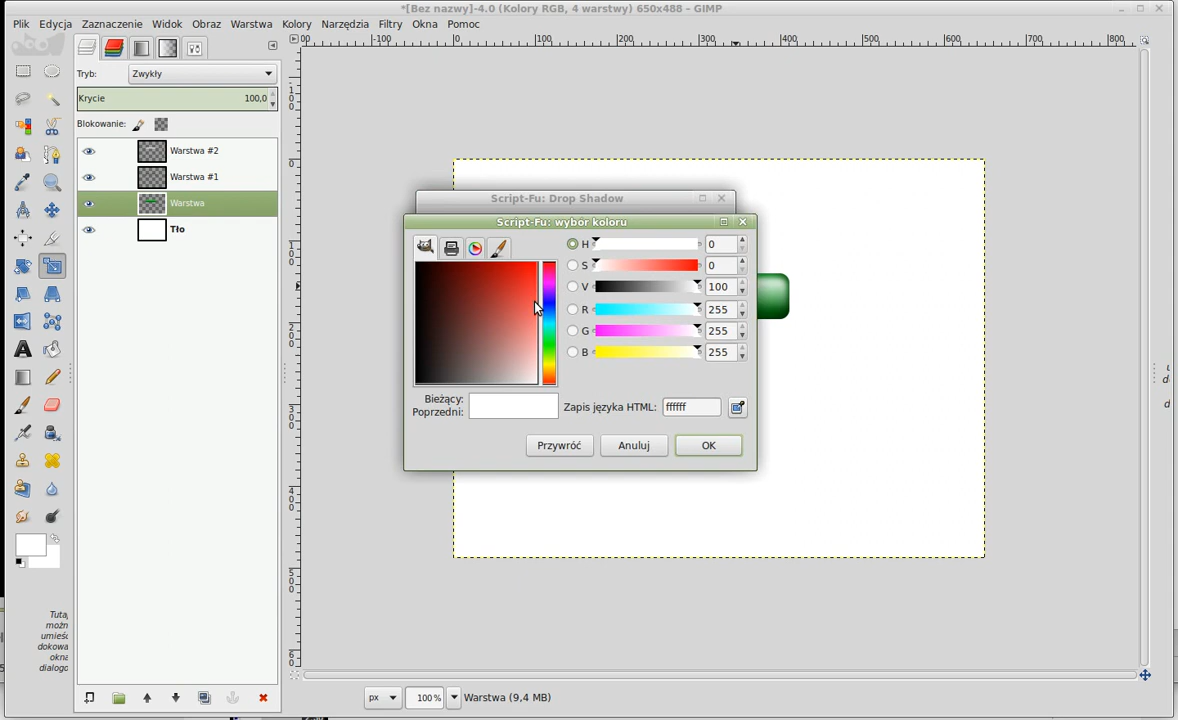 *[Bez nazwy]-4.0 (Kolory RGB, 4 warstwy) 650x488 – GIMP
Plik Edycja Zaznaczenie Widok Obraz Warstwa Kolory Narzędzia Filtry Okna Pomoc
00 -100 0 100 200 300 400 500 600 700 800
Tryb: Zwykły
Krycie 100,0
Blokowanie:
Warstwa #2
Warstwa #1
Warstwa
Tło
Script-Fu: Drop Shadow
Script-Fu: wybór koloru
H 0
S 0
V 100
R 255
G 255
B 255
Bieżący:
Poprzedni:
Zapis języka HTML: ffffff
Przywróć Anuluj OK
Tutaj
możn
umieś
dokowa
okna
dialogo
px 100% Warstwa (9,4 MB)